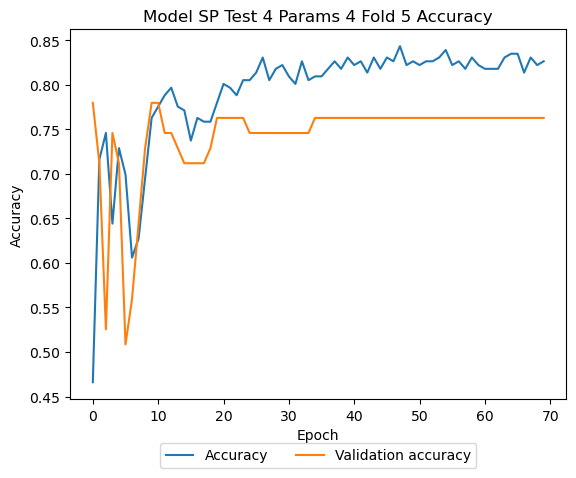 Model SP Test 4 Params 4 Fold 5 Accuracy
0.85
0.80
0.75
0.70
0.65
0.60
0.55
0.50
0.45
Accuracy
0 10 20 30 40 50 60 70
Epoch
Accuracy Validation accuracy